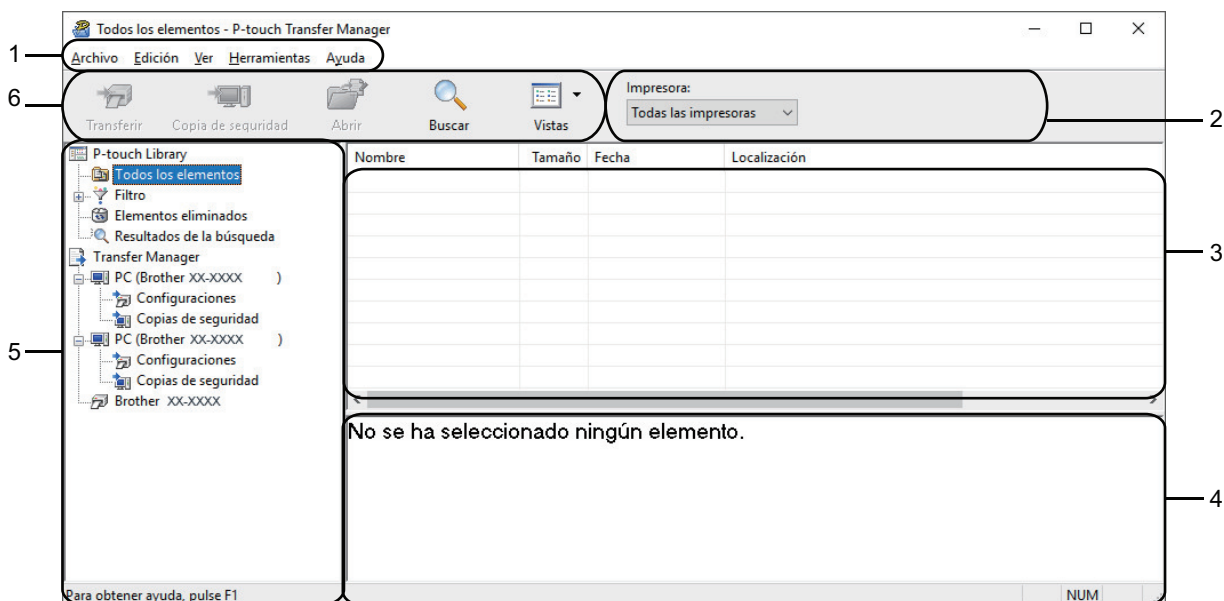 Todos los elementos - P-touch Transfer Manager
1
Archivo Edición Ver Herramientas Ayuda
6
Transferir Copia de seguridad Abrir Buscar Vistas
Impresora:
Todas las impresoras
2
P-touch Library
Todos los elementos
Filtro
Elementos eliminados
Resultados de la búsqueda
Transfer Manager
PC (Brother XX-XXXX )
Configuraciones
Copias de seguridad
PC (Brother XX-XXXX )
Configuraciones
Copias de seguridad
Brother XX-XXXX
5
Nombre Tamaño Fecha Localización
3
No se ha seleccionado ningún elemento.
4
Para obtener ayuda, pulse F1
NUM